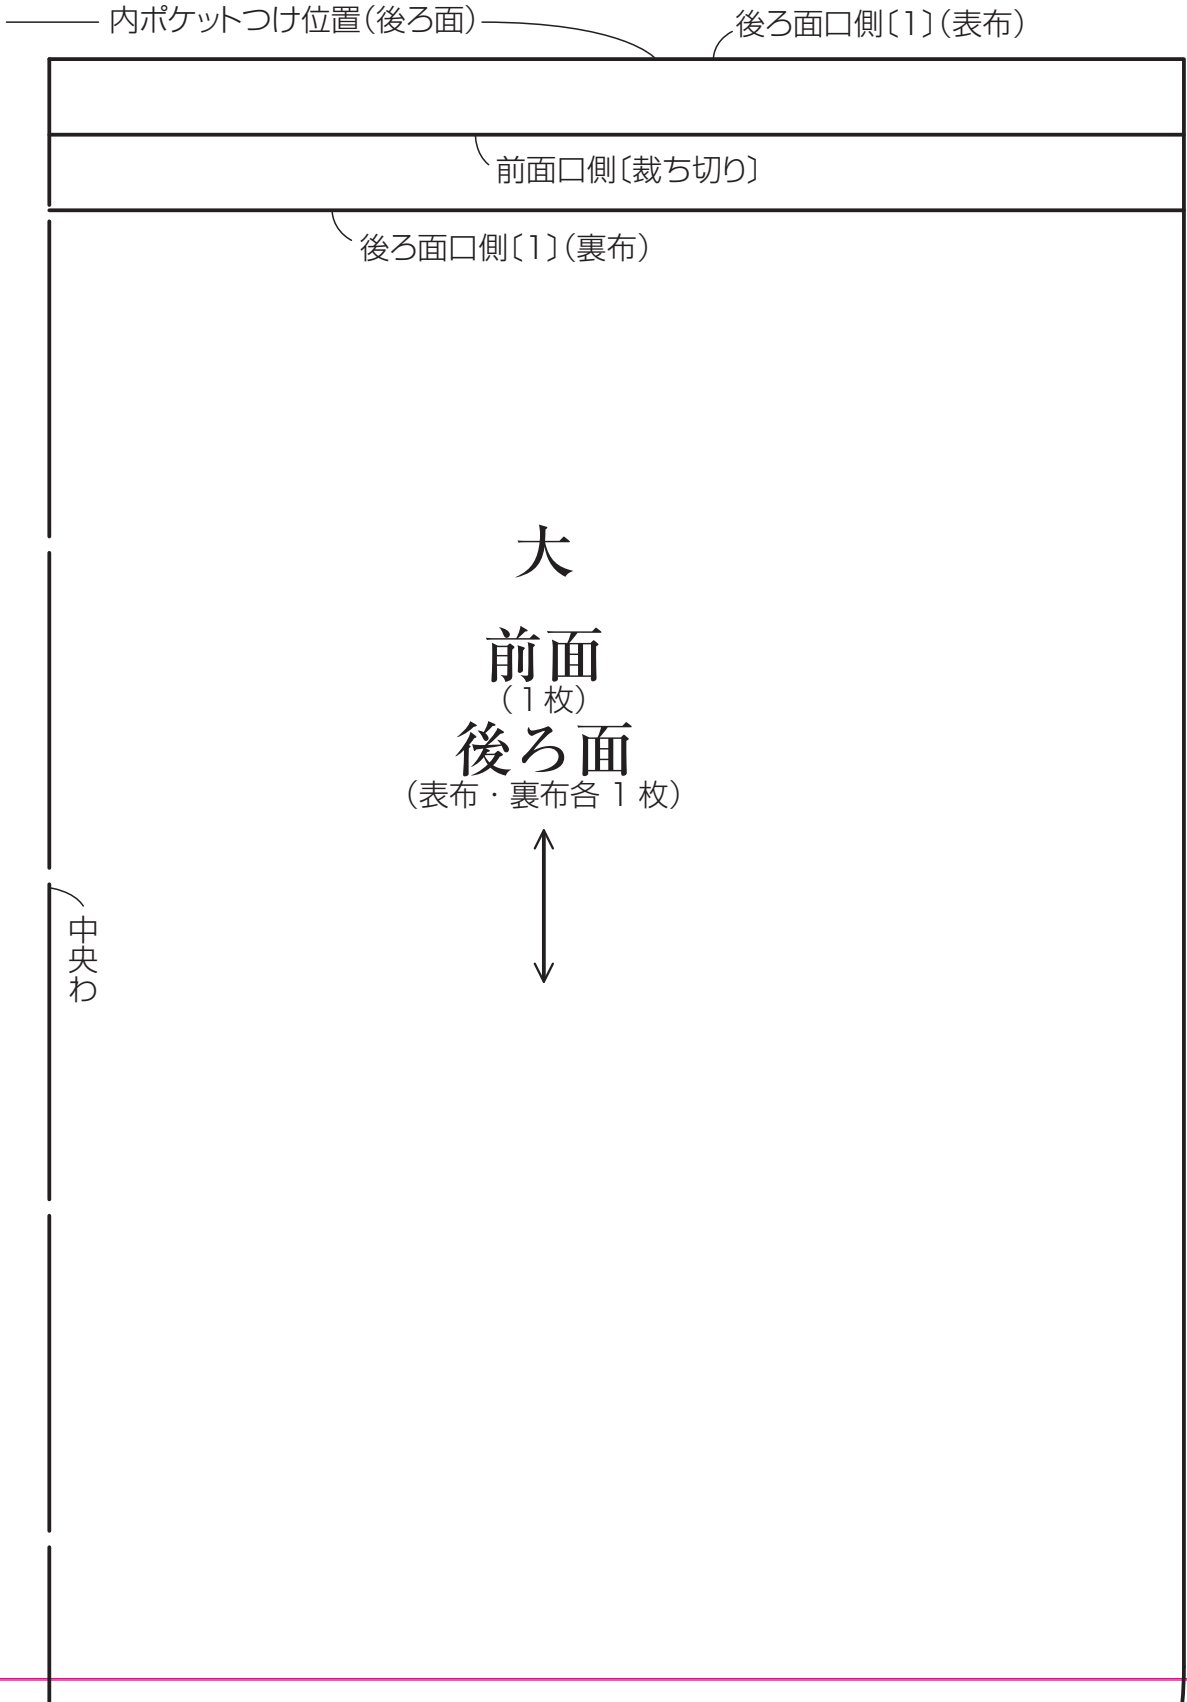 内ポケットつけ位置（後ろ面）
後ろ面口側〔1〕（表布）
前面口側〔裁ち切り〕
後ろ面口側〔1〕（裏布）
大
前面
（1枚）
後ろ面
（表布・裏布各1枚）
中央わ